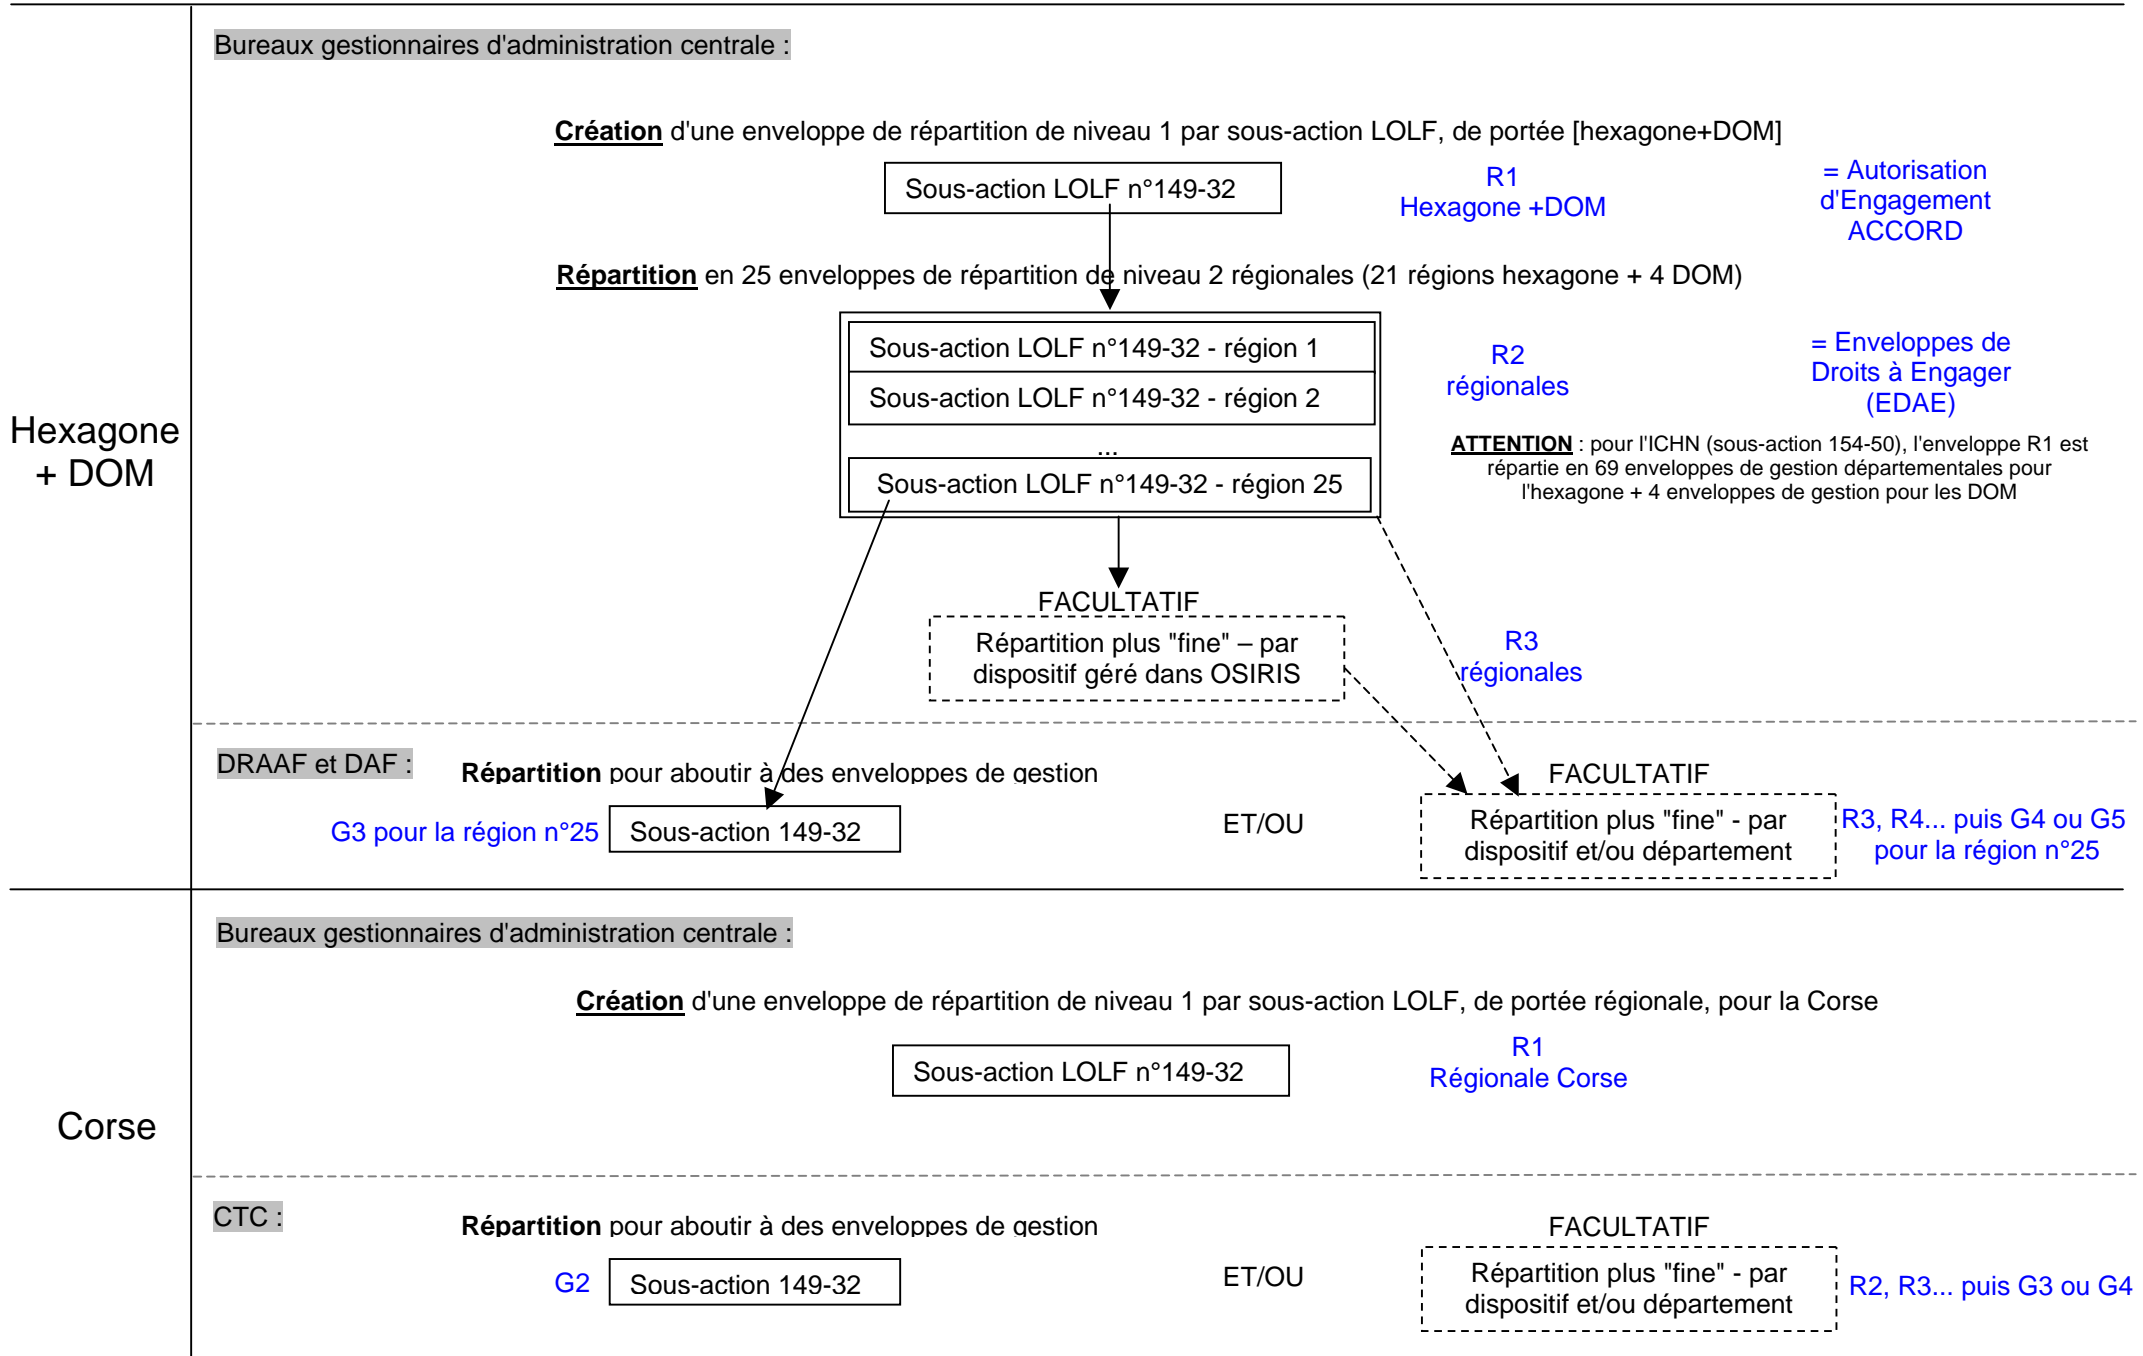 Bureaux gestionnaires d'administration centrale :
Création d'une enveloppe de répartition de niveau 1 par sous-action LOLF, de portée [hexagone+DOM]
Sous-action LOLF n°149-32
R1
Hexagone +DOM
= Autorisation
d'Engagement
ACCORD
Répartition en 25 enveloppes de répartition de niveau 2 régionales (21 régions hexagone + 4 DOM)
Sous-action LOLF n°149-32 - région 1
Sous-action LOLF n°149-32 - région 2
...
Sous-action LOLF n°149-32 - région 25
R2
régionales
= Enveloppes de
Droits à Engager
(EDAE)
Hexagone
+ DOM
ATTENTION : pour l'ICHN (sous-action 154-50), l'enveloppe R1 est
répartie en 69 enveloppes de gestion départementales pour
l'hexagone + 4 enveloppes de gestion pour les DOM
FACULTATIF
Répartition plus "fine" – par
dispositif géré dans OSIRIS
R3
régionales
DRAAF et DAF :
Répartition pour aboutir à des enveloppes de gestion
FACULTATIF
G3 pour la région n°25
Sous-action 149-32
ET/OU
Répartition plus "fine" - par
dispositif et/ou département
R3, R4... puis G4 ou G5
pour la région n°25
Bureaux gestionnaires d'administration centrale :
Création d'une enveloppe de répartition de niveau 1 par sous-action LOLF, de portée régionale, pour la Corse
Sous-action LOLF n°149-32
R1
Régionale Corse
Corse
CTC :
Répartition pour aboutir à des enveloppes de gestion
FACULTATIF
G2
Sous-action 149-32
ET/OU
Répartition plus "fine" - par
dispositif et/ou département
R2, R3... puis G3 ou G4